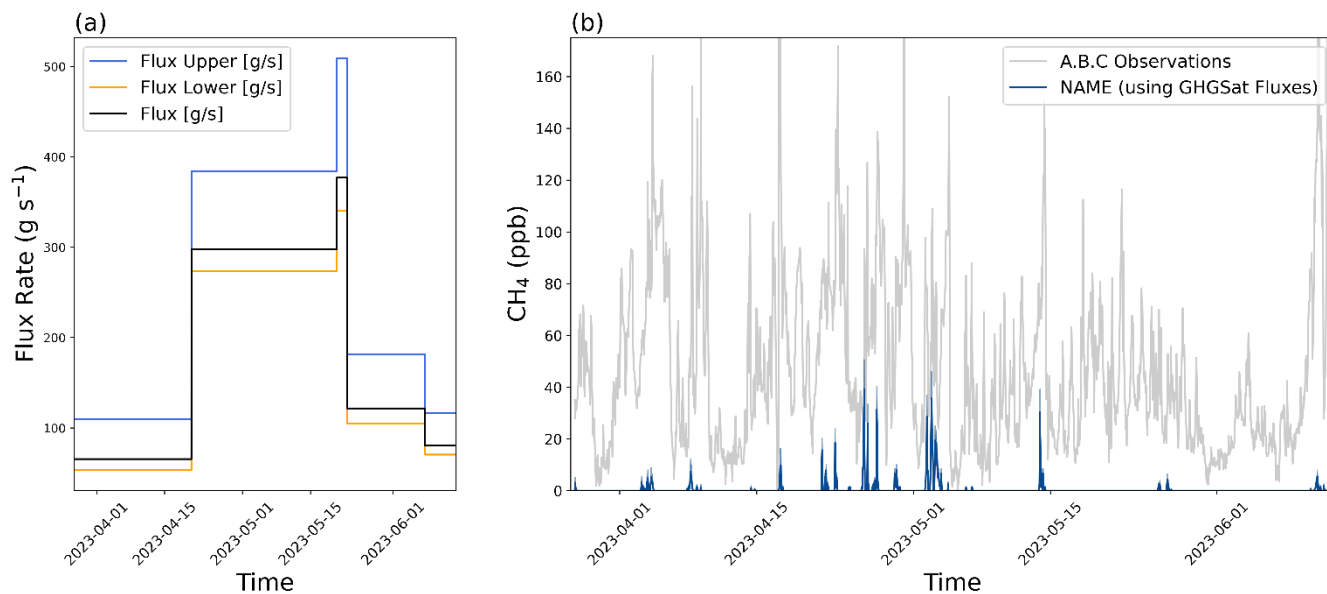 (a)
Flux Upper [g/s]
Flux Lower [g/s]
Flux [g/s]
500
400
300
200
100
Flux Rate (g s⁻¹)
2023-04-01
2023-04-15
2023-05-01
2023-05-15
2023-06-01
Time
(b)
A.B.C Observations
NAME (using GHGSat Fluxes)
160
140
120
100
80
60
40
20
0
CH₄ (ppb)
2023-04-01
2023-04-15
2023-05-01
2023-05-15
2023-06-01
Time